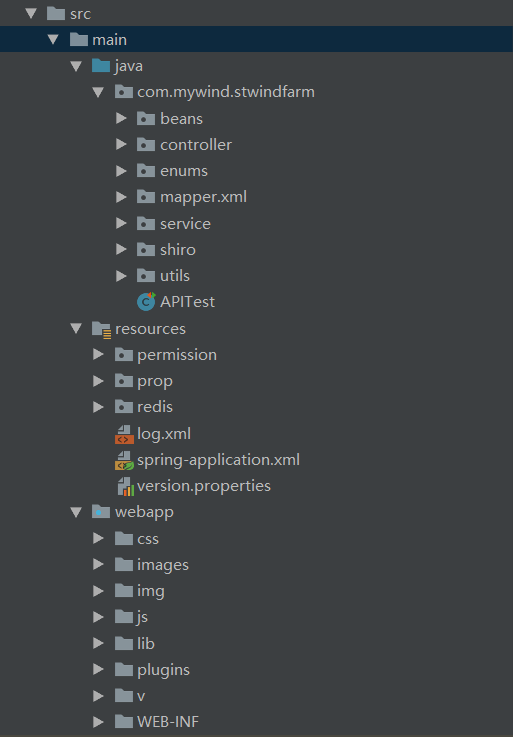 src
main
java
com.mywind.stwindfarm
beans
controller
enums
mapper.xml
service
shiro
utils
APITest
resources
permission
prop
redis
log.xml
spring-application.xml
version.properties
webapp
css
images
img
js
lib
plugins
v
WEB-INF